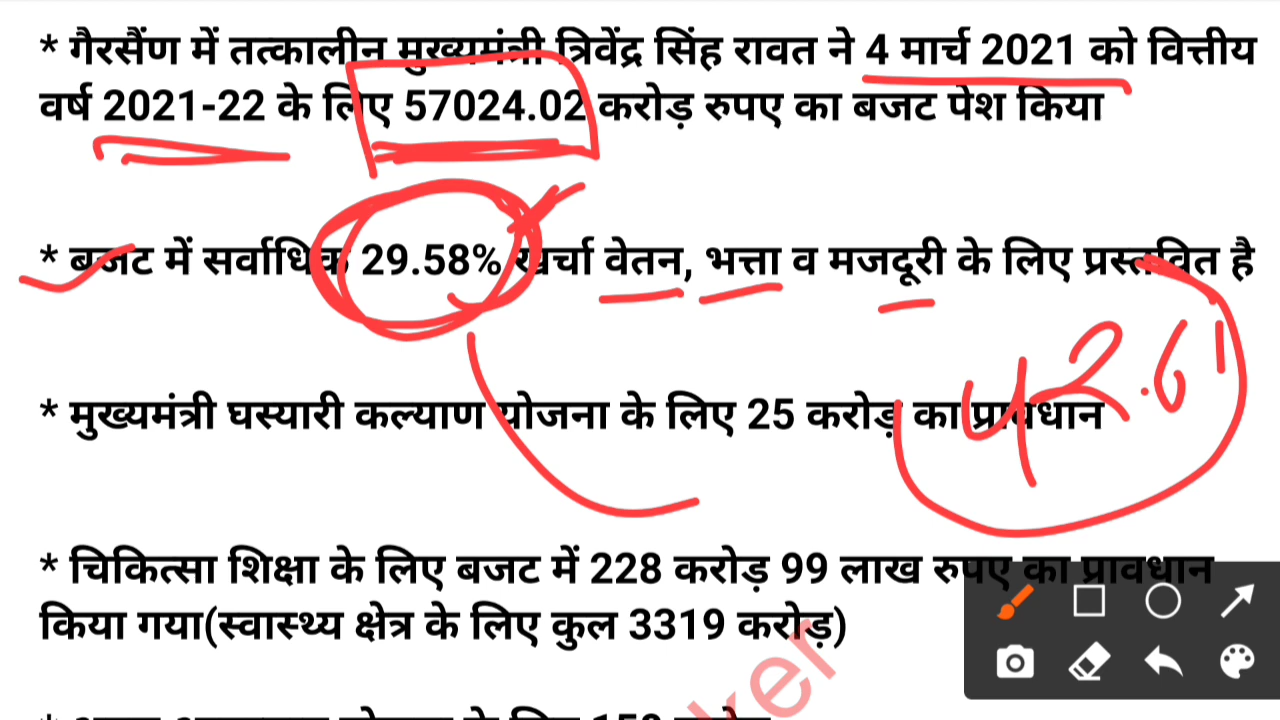 * गैरसैंण में तत्कालीन मुख्यमंत्री त्रिवेंद्र सिंह रावत ने 4 मार्च 2021 को वित्तीय
वर्ष 2021-22 के लिए 57024.02 करोड़ रुपए का बजट पेश किया
* बजट में सर्वाधिक 29.58% खर्चा वेतन, भत्ता व मजदूरी के लिए प्रस्तावित है
42.61
* मुख्यमंत्री घस्यारी कल्याण योजना के लिए 25 करोड़ का प्रावधान
* चिकित्सा शिक्षा के लिए बजट में 228 करोड़ 99 लाख रुपए का प्रावधान
किया गया(स्वास्थ्य क्षेत्र के लिए कुल 3319 करोड़)